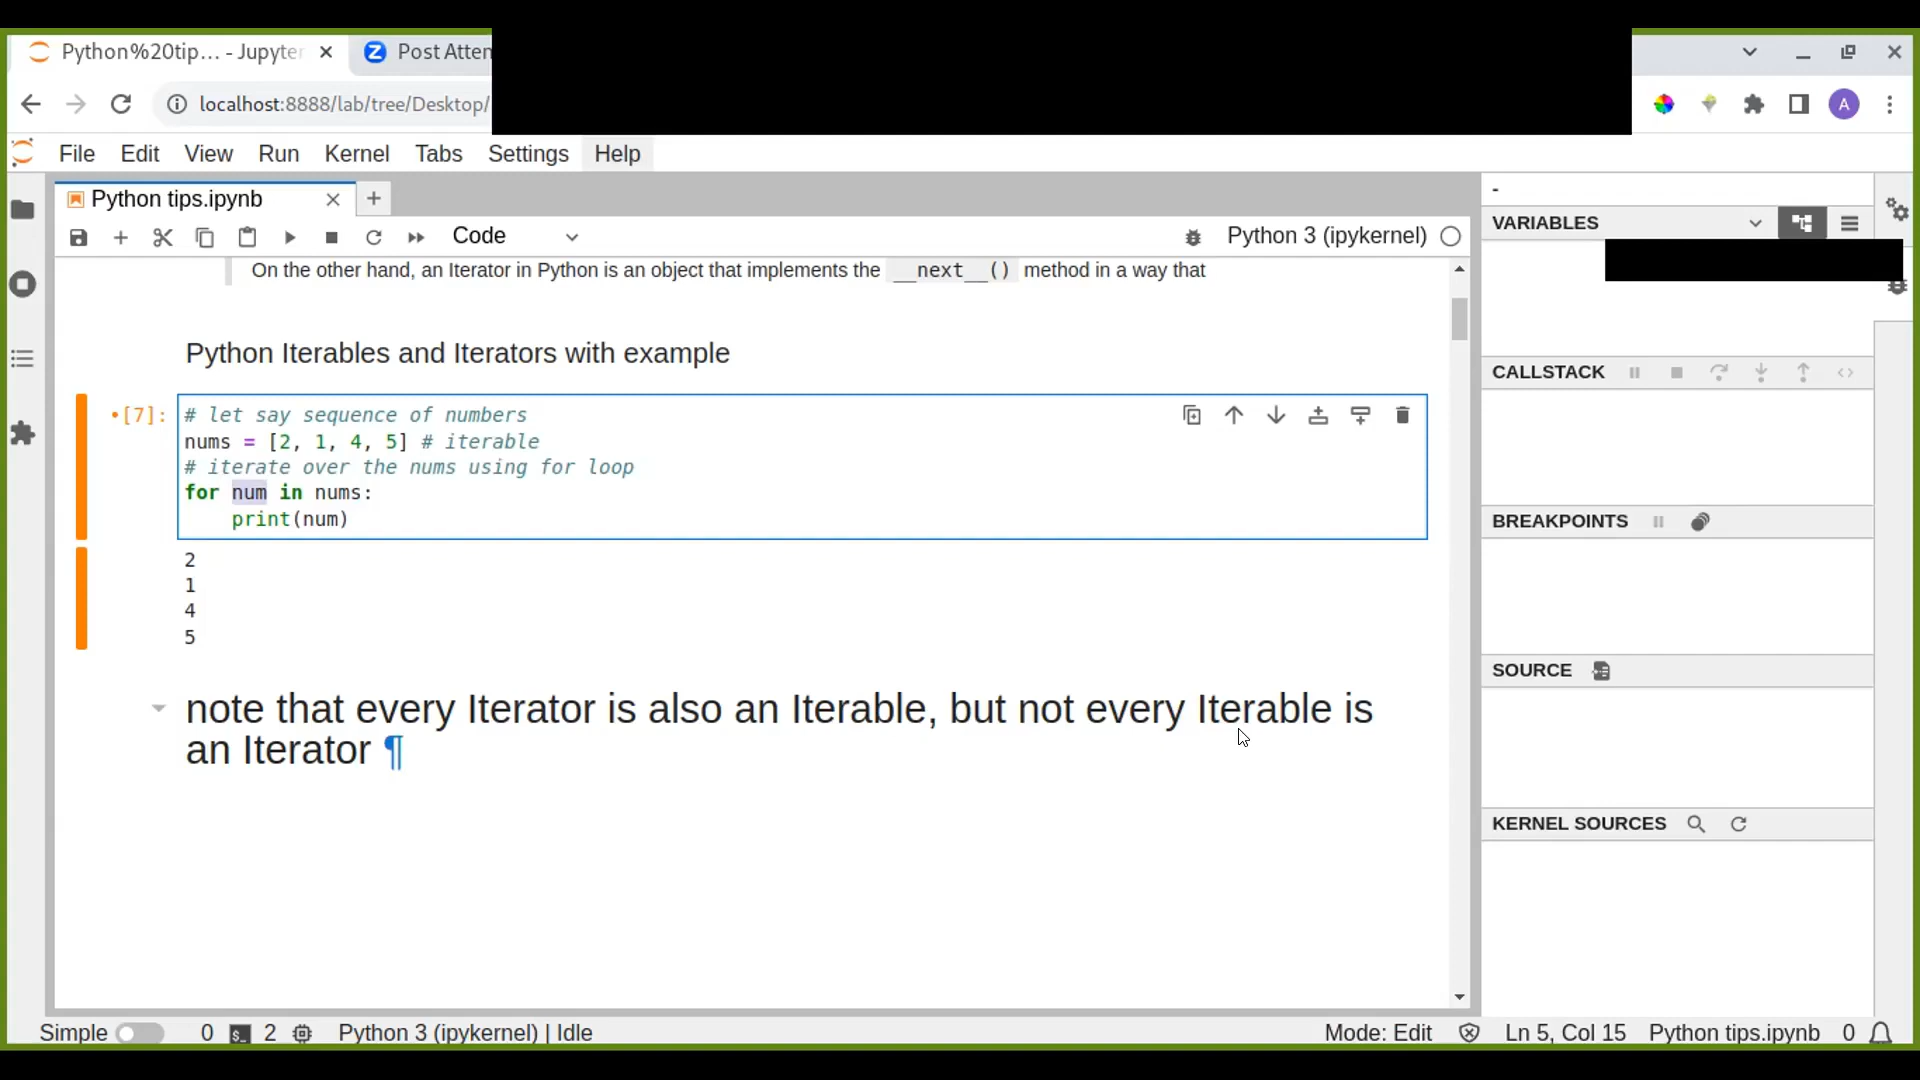 Python%20tip... - Jupyter
Post Atten
localhost:8888/lab/tree/Desktop/
A
File Edit View Run Kernel Tabs Settings Help
Python tips.ipynb
-
VARIABLES
Code
Python 3 (ipykernel)
On the other hand, an Iterator in Python is an object that implements the __next__() method in a way that
Python Iterables and Iterators with example
CALLSTACK
[7]:
# let say sequence of numbers
nums = [2, 1, 4, 5] # iterable
# iterate over the nums using for loop
for num in nums:
print(num)
BREAKPOINTS
2
1
4
5
SOURCE
note that every Iterator is also an Iterable, but not every Iterable is
an Iterator ¶
KERNEL SOURCES
Simple 0 2 Python 3 (ipykernel) | Idle Mode: Edit Ln 5, Col 15 Python tips.ipynb 0